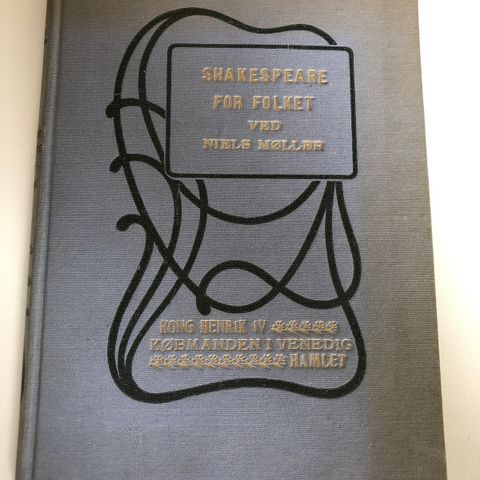 SHAKESPEARE
FOR FOLKET
VED
NIELS MØLLER
KONG HENRIK IV
KØBMANDEN I VENEDIG
HAMLET